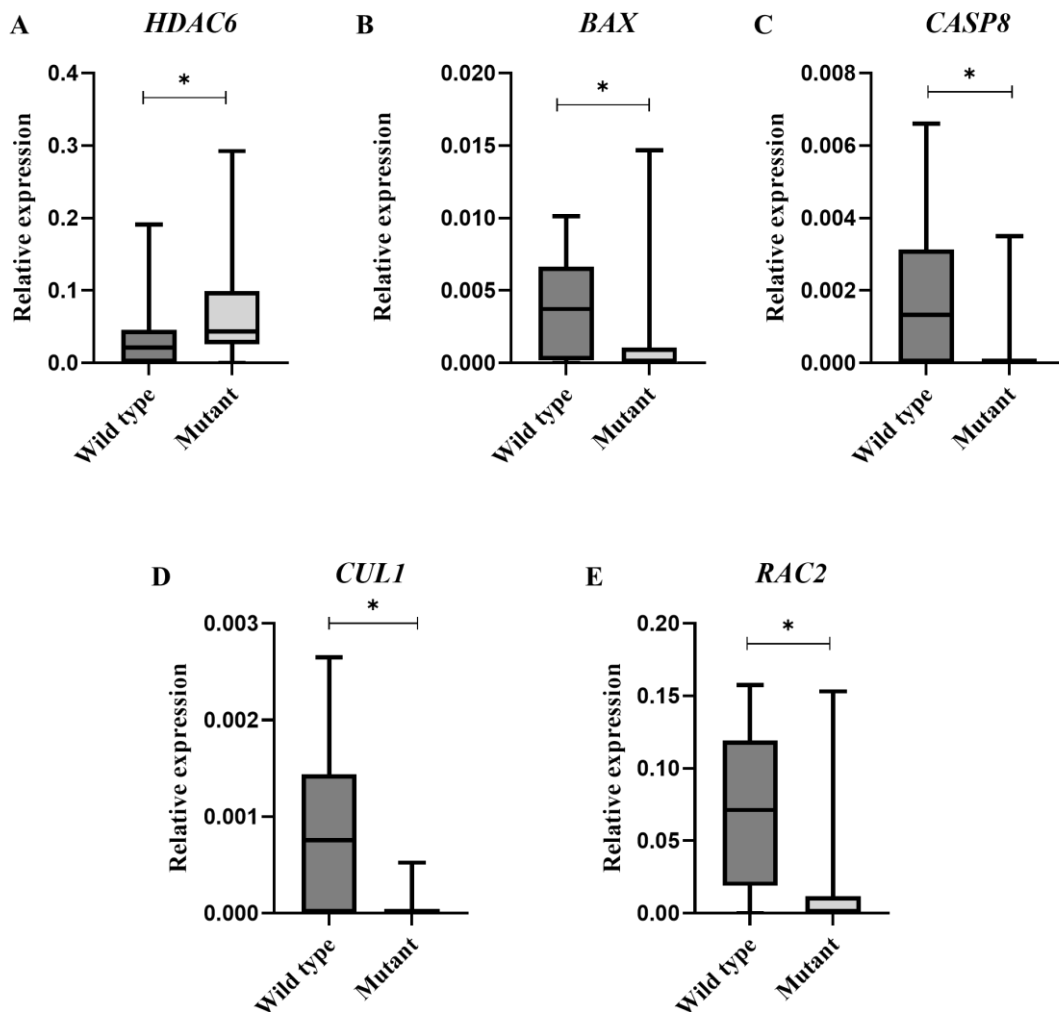 A HDAC6
*
Relative expression
0.4
0.3
0.2
0.1
0.0
Wild type
Mutant
B BAX
*
Relative expression
0.020
0.015
0.010
0.005
0.000
Wild type
Mutant
C CASP8
*
Relative expression
0.008
0.006
0.004
0.002
0.000
Wild type
Mutant
D CUL1
*
Relative expression
0.003
0.002
0.001
0.000
Wild type
Mutant
E RAC2
*
Relative expression
0.20
0.15
0.10
0.05
0.00
Wild type
Mutant